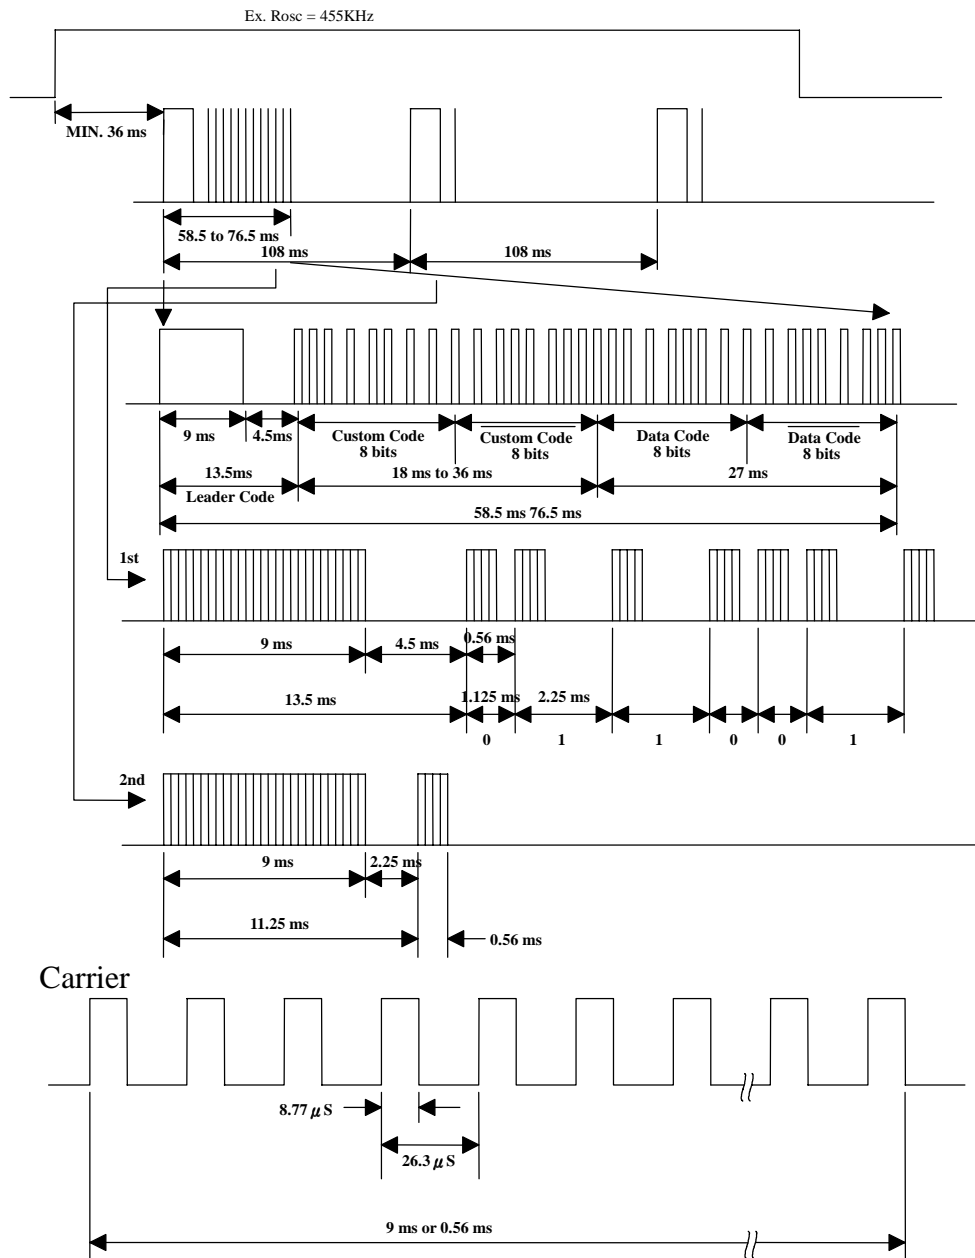 Ex. Rosc = 455KHz
MIN. 36 ms
58.5 to 76.5 ms
108 ms
108 ms
9 ms
4.5ms
Custom Code
8 bits
Custom Code
8 bits
Data Code
8 bits
Data Code
8 bits
13.5ms
Leader Code
18 ms to 36 ms
27 ms
58.5 ms 76.5 ms
1st
9 ms
4.5 ms
0.56 ms
13.5 ms
1.125 ms
2.25 ms
0
1
1
0
0
1
2nd
9 ms
2.25 ms
11.25 ms
0.56 ms
Carrier
8.77 μ S
26.3 μ S
9 ms or 0.56 ms